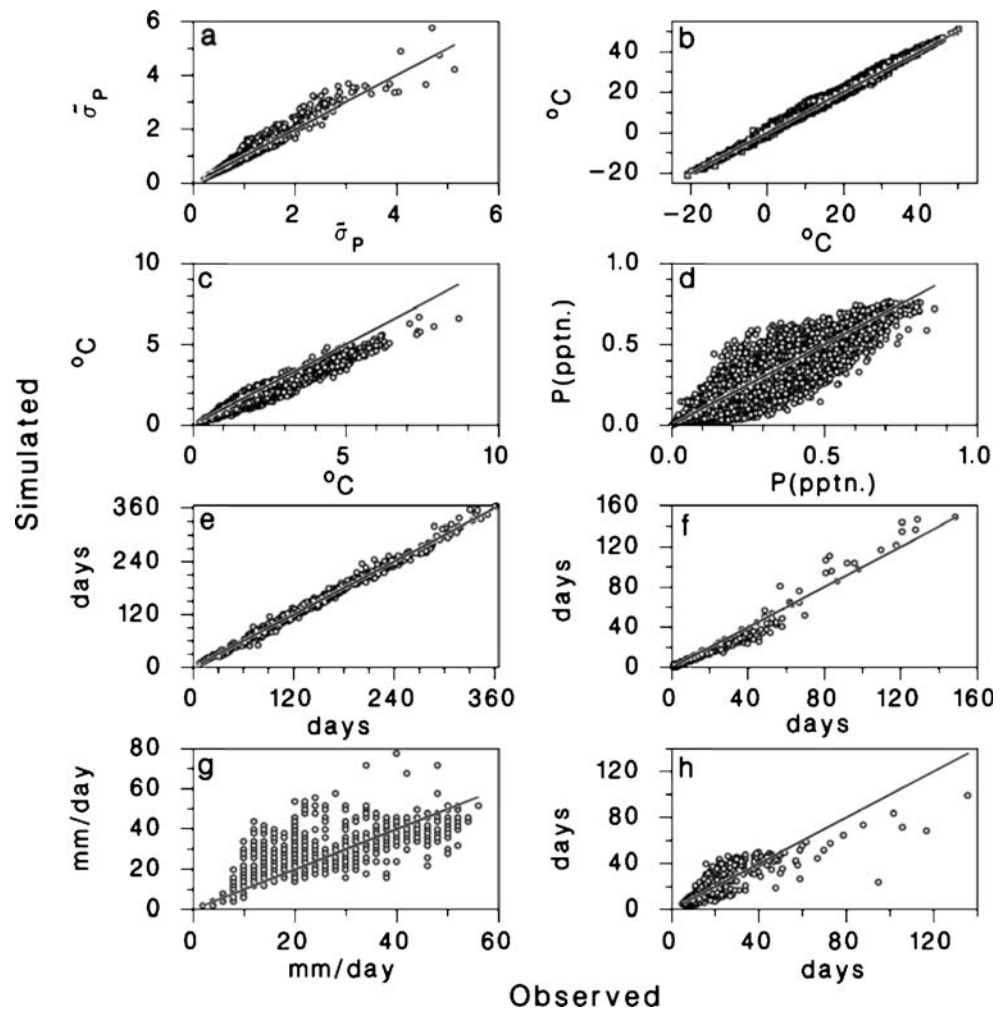 a
6
4
2
0
σ̃P
0 2 4 6
σ̃P
b
40
20
0
−20
°C
−20 0 20 40
°C
c
10
5
0
°C
0 5 10
°C
d
1.0
0.5
0.0
P(pptn.)
0.0 0.5 1.0
P(pptn.)
Simulated
e
360
240
120
0
days
0 120 240 360
days
f
160
120
80
40
0
days
0 40 80 120 160
days
g
80
60
40
20
0
mm/day
0 20 40 60
mm/day
h
120
80
40
0
days
0 40 80 120
days
Observed